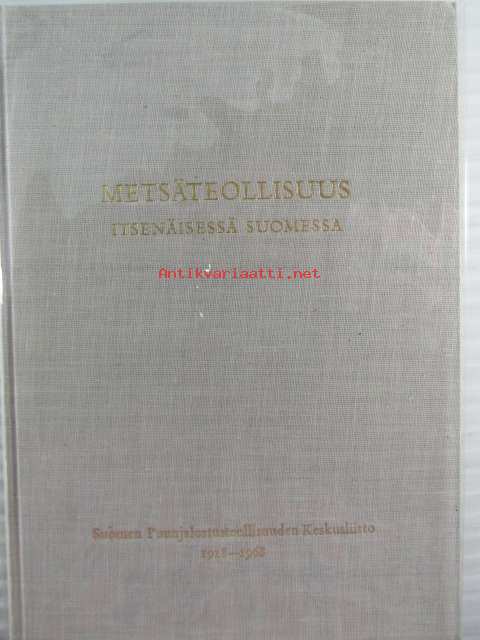 METSÄTEOLLISUUS
ITSENÄISESSÄ SUOMESSA
Antikvariaatti.net
Suomen Puunjalostusteollisuuden Keskusliitto
1918–1968